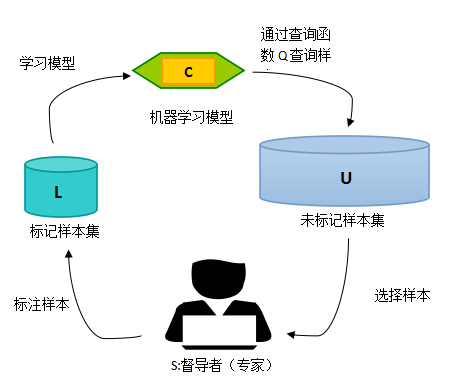 通过查询函
数Q查询样
学习模型
C
机器学习模型
U
L
未标记样本集
标记样本集
选择样本
标注样本
S:督导者（专家）